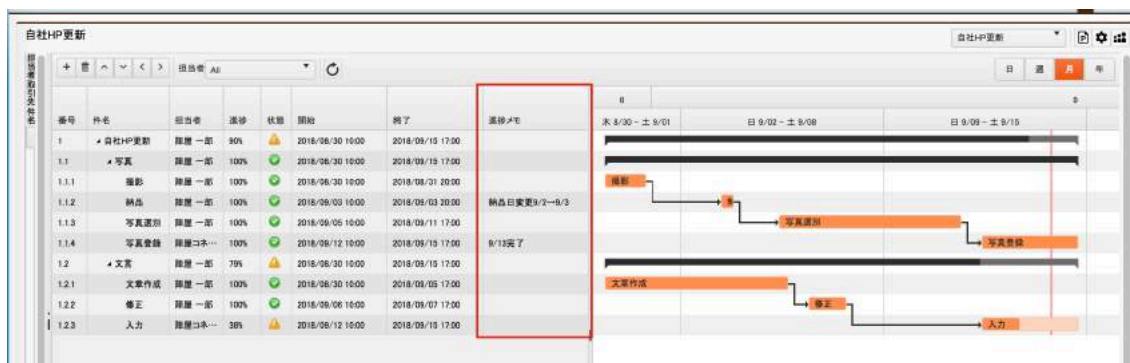 自社HP更新
自社HP更新
担当者取引先件名
担当者 All
日 週 月 年
8 9
番号 件名 担当者 進捗 状態 開始 終了 進捗メモ 木 8/30 - 土 9/01 日 9/02 - 土 9/08 日 9/09 - 土 9/15
1 自社HP更新 陣屋 一郎 90% 2018/08/30 10:00 2018/09/15 17:00
1.1 写真 陣屋 一郎 100% 2018/08/30 10:00 2018/09/15 17:00
1.1.1 撮影 陣屋 一郎 100% 2018/08/30 10:00 2018/08/31 20:00 撮影
1.1.2 納品 陣屋 一郎 100% 2018/09/03 10:00 2018/09/03 20:00 納品日変更9/2→9/3
1.1.3 写真選別 陣屋 一郎 100% 2018/09/05 10:00 2018/09/11 17:00 写真選別
1.1.4 写真登録 陣屋コネ… 100% 2018/09/12 10:00 2018/09/15 17:00 9/13完了 写真登録
1.2 文言 陣屋 一郎 79% 2018/08/30 10:00 2018/09/15 17:00
1.2.1 文章作成 陣屋 一郎 100% 2018/08/30 10:00 2018/09/05 17:00 文章作成
1.2.2 修正 陣屋 一郎 100% 2018/09/06 10:00 2018/09/07 17:00 修正
1.2.3 入力 陣屋コネ… 38% 2018/09/12 10:00 2018/09/15 17:00 入力